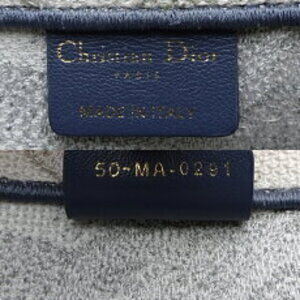 Christian Dior
PARIS
MADE IN ITALY
50-MA-0291